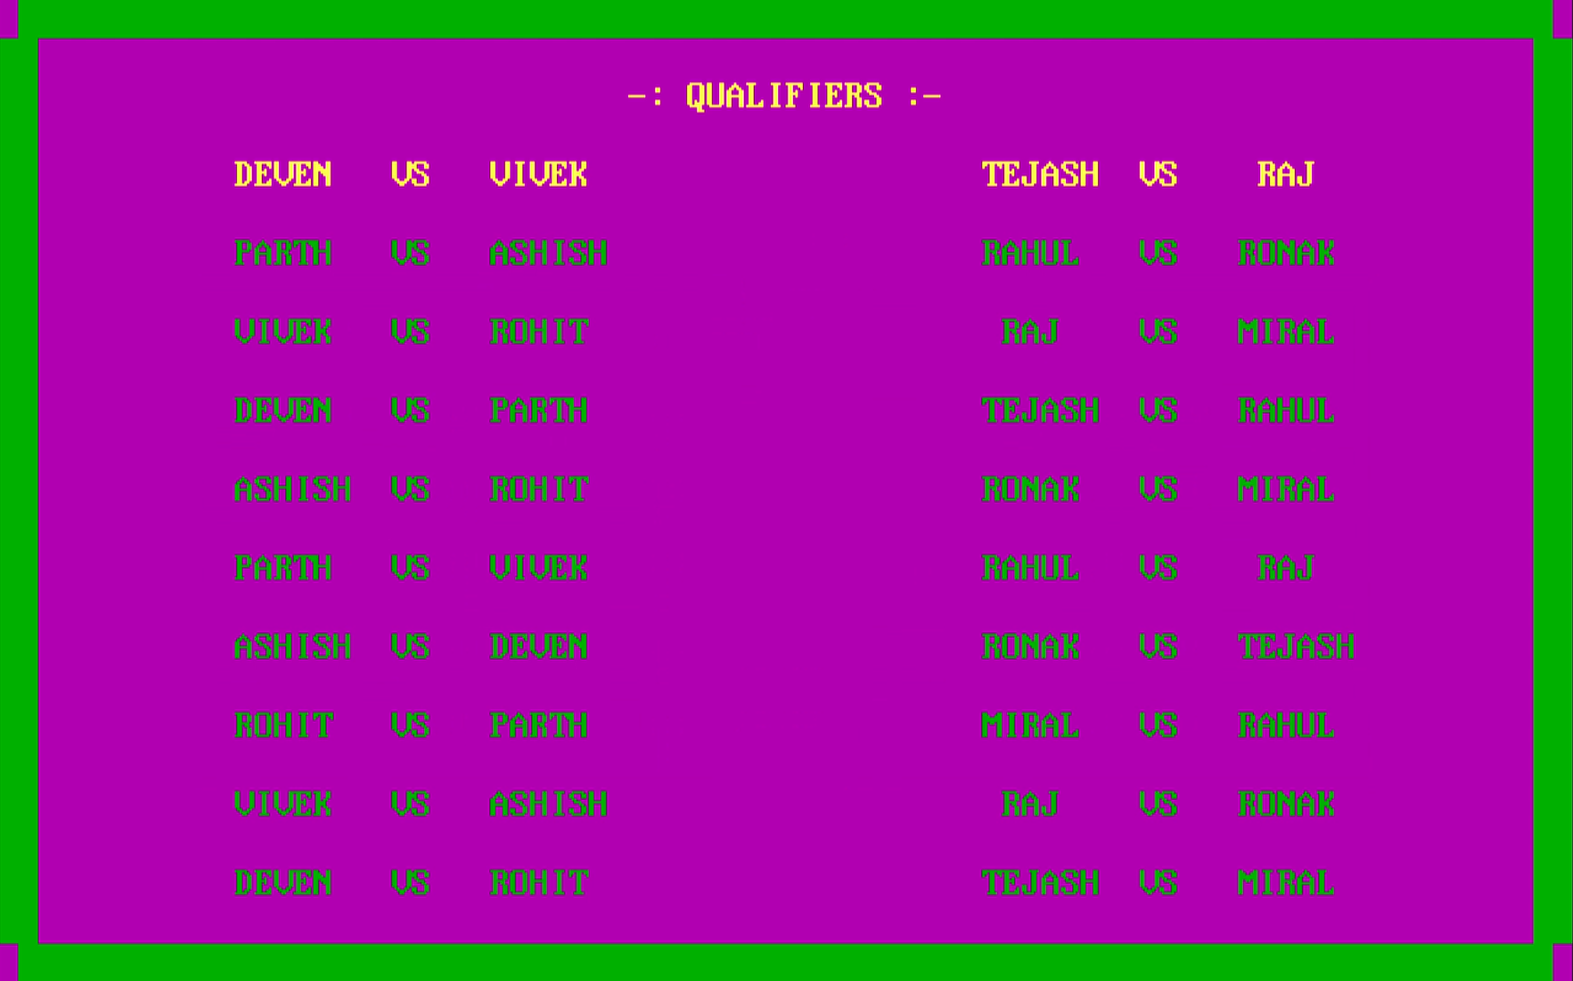 -: QUALIFIERS :-
DEVEN VS VIVEK TEJASH VS RAJ
PARTH VS ASHISH RAHUL VS RONAK
VIVEK VS ROHIT RAJ VS MIRAL
DEVEN VS PARTH TEJASH VS RAHUL
ASHISH VS ROHIT RONAK VS MIRAL
PARTH VS VIVEK RAHUL VS RAJ
ASHISH VS DEVEN RONAK VS TEJASH
ROHIT VS PARTH MIRAL VS RAHUL
VIVEK VS ASHISH RAJ VS RONAK
DEVEN VS ROHIT TEJASH VS MIRAL